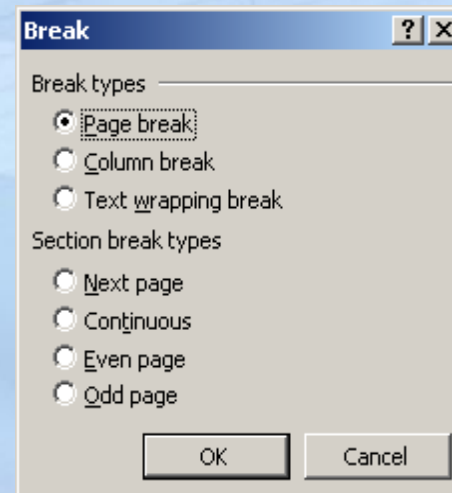 Break
Break types
Page break
Column break
Text wrapping break
Section break types
Next page
Continuous
Even page
Odd page
OK Cancel